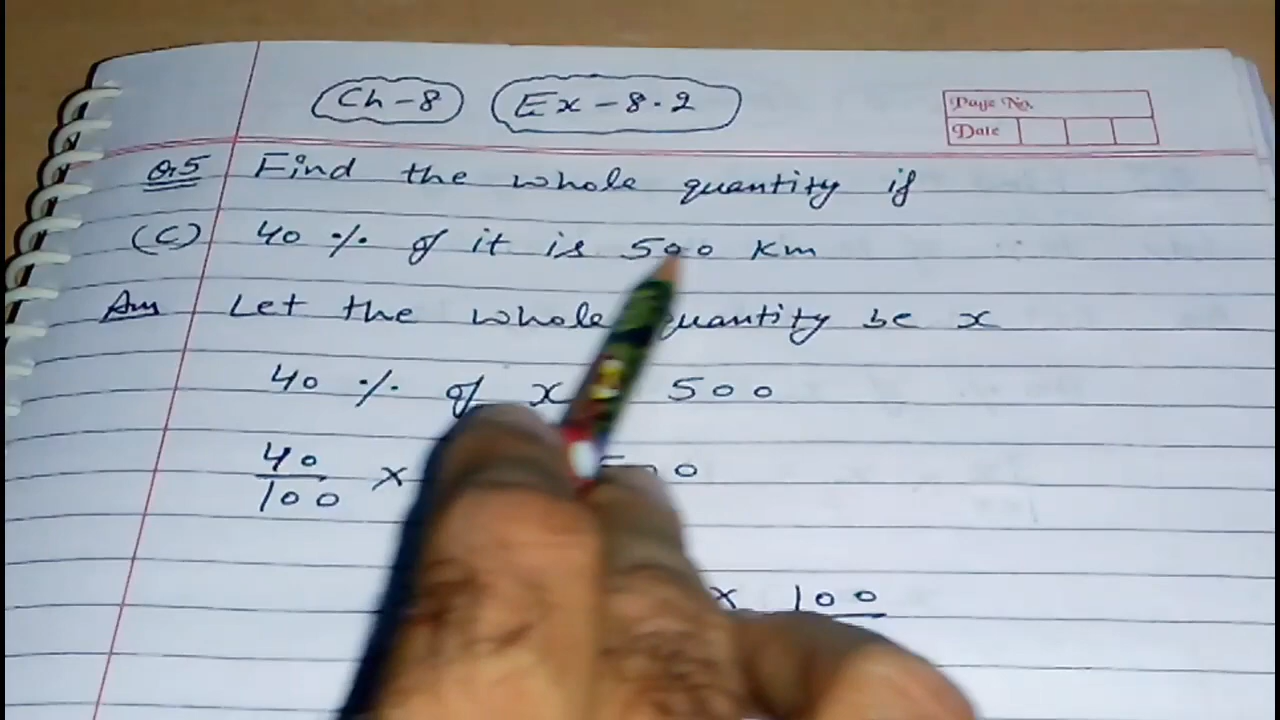 Ch-8 Ex-8.2
Page No.
Date
Q.5 Find the whole quantity if
(C) 40 % of it is 500 Km
Ans Let the whole quantity be x
40 % of x 500
40
100 ×
× 100